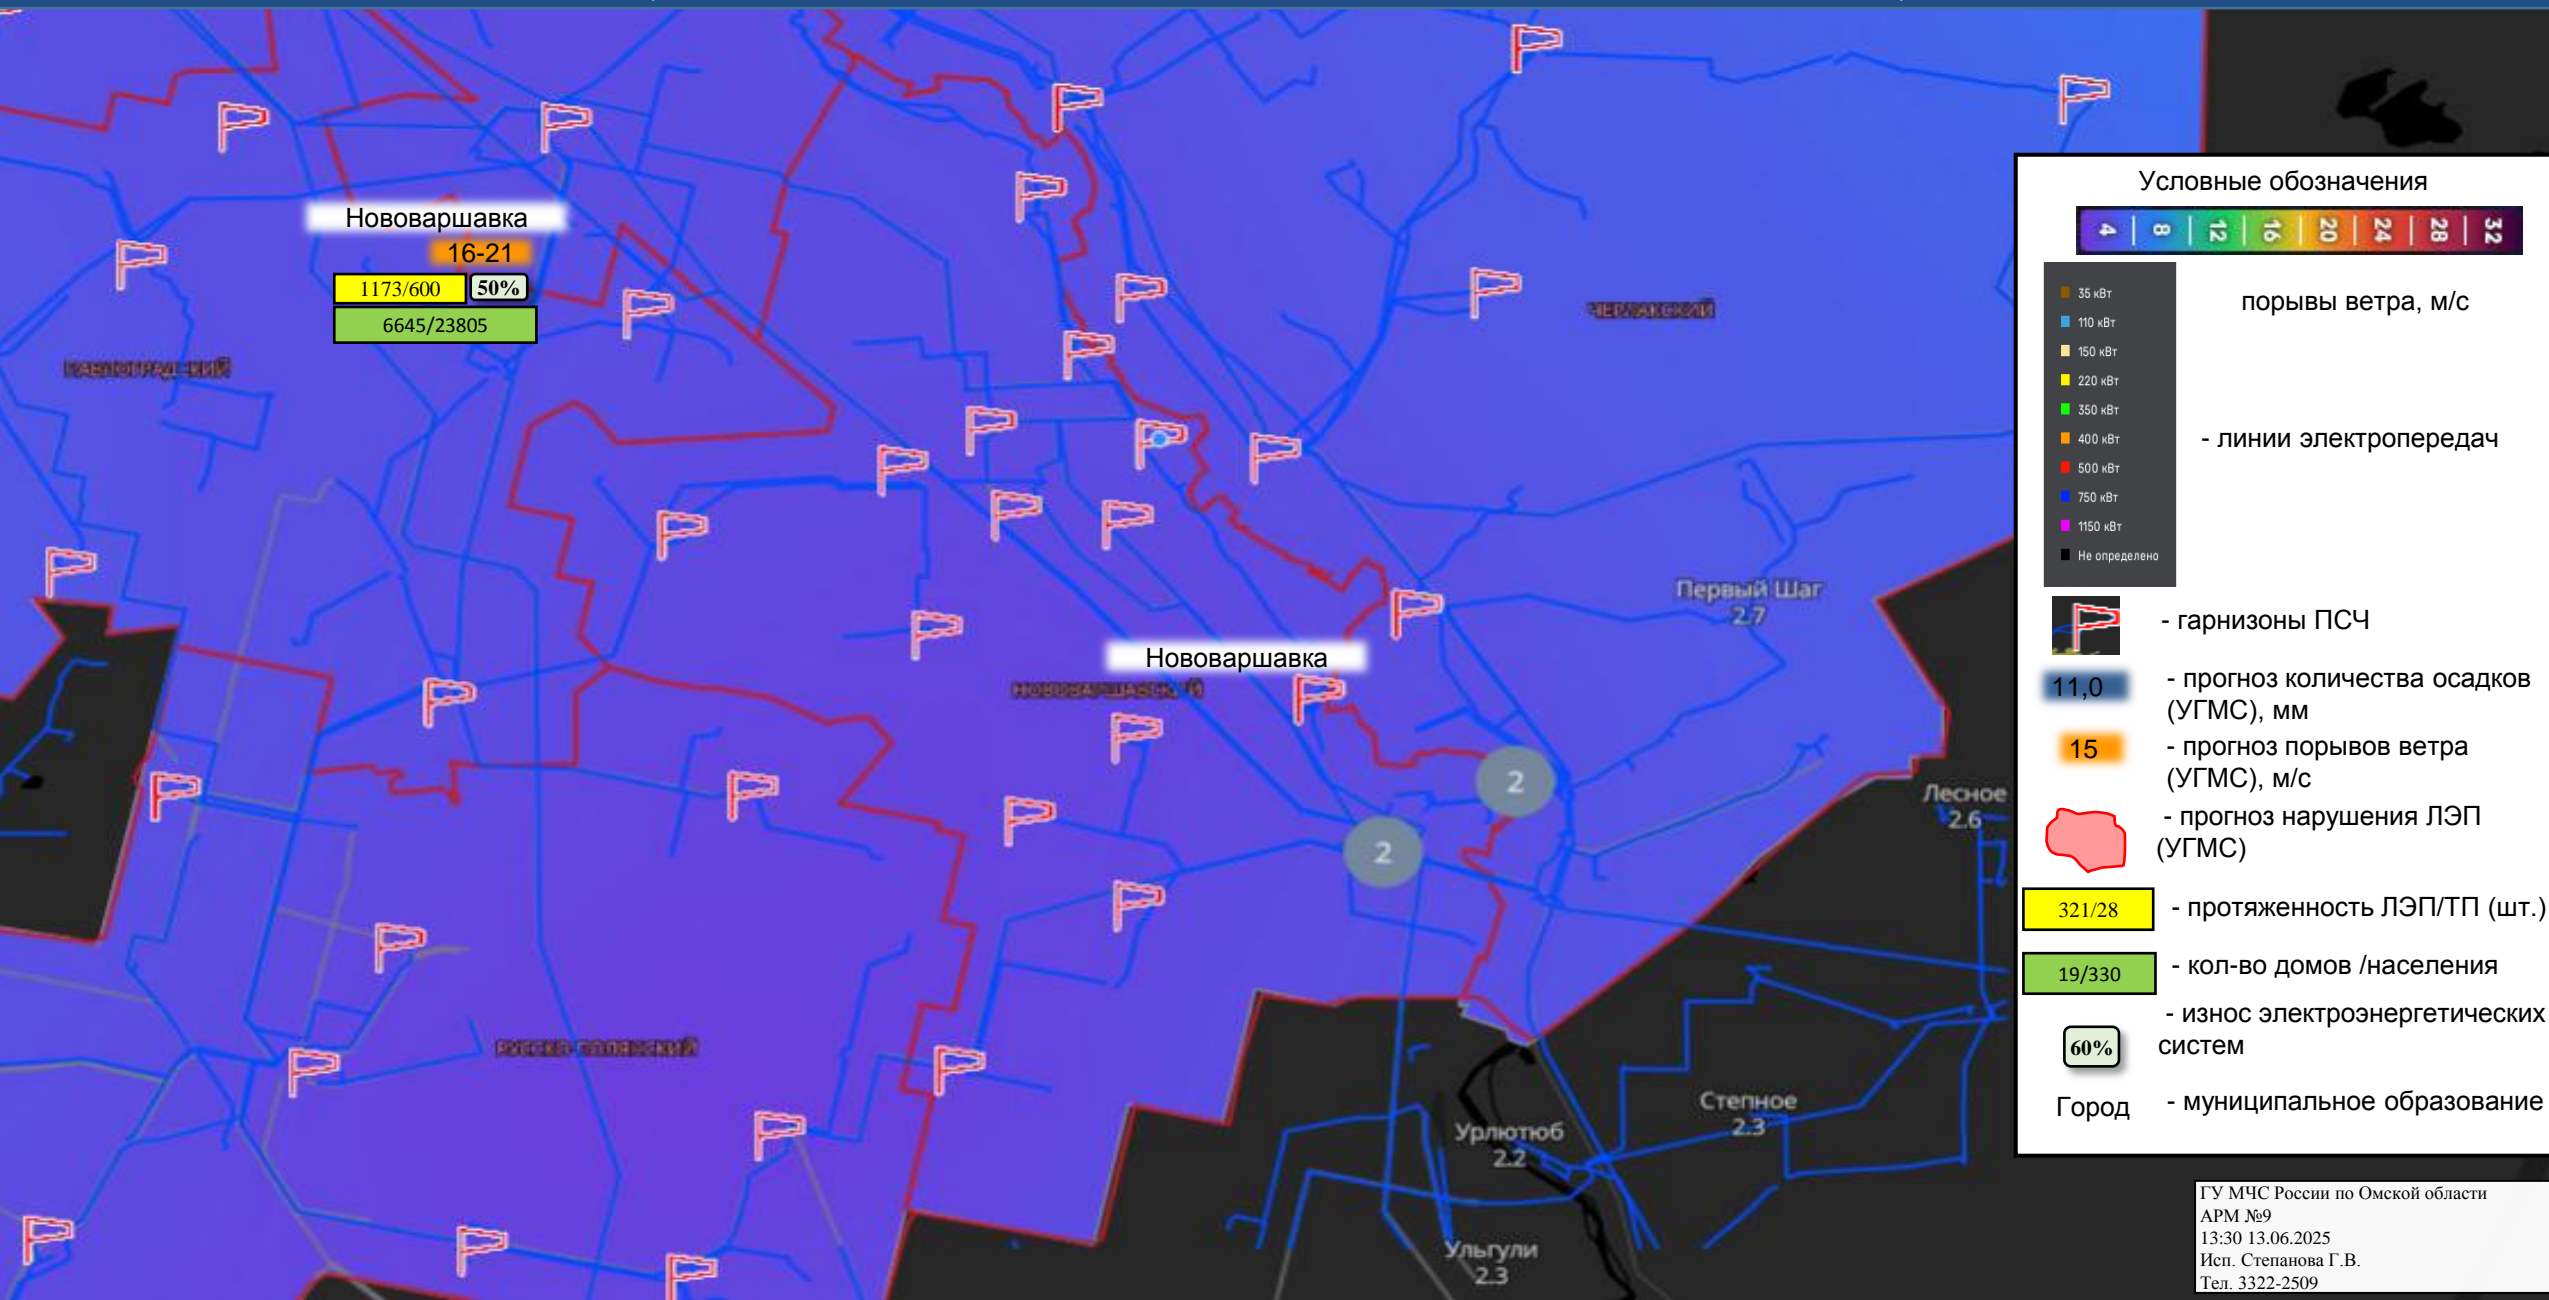 Нововаршавка
16-21
1173/600
50%
6645/23805
ПАВЛОГРАДСКИЙ
ЧЕРЛАКСКИЙ
Первый Шаг
2.7
Нововаршавка
НОВОВАРШАВСКИЙ
2
2
Лесное
2.6
РУССКО-ПОЛЯНСКИЙ
Степное
2.3
Урлютюб
2.2
Ульгули
2.3
Условные обозначения
4 8 12 16 20 24 28 32
порывы ветра, м/с
35 кВт
110 кВт
150 кВт
220 кВт
350 кВт
400 кВт
500 кВт
750 кВт
1150 кВт
Не определено
- линии электропередач
- гарнизоны ПСЧ
11,0
- прогноз количества осадков
(УГМС), мм
15
- прогноз порывов ветра
(УГМС), м/с
- прогноз нарушения ЛЭП
(УГМС)
321/28
- протяженность ЛЭП/ТП (шт.)
19/330
- кол-во домов /населения
- износ электроэнергетических
60%
систем
Город
- муниципальное образование
ГУ МЧС России по Омской области
АРМ №9
13:30 13.06.2025
Исп. Степанова Г.В.
Тел. 3322-2509